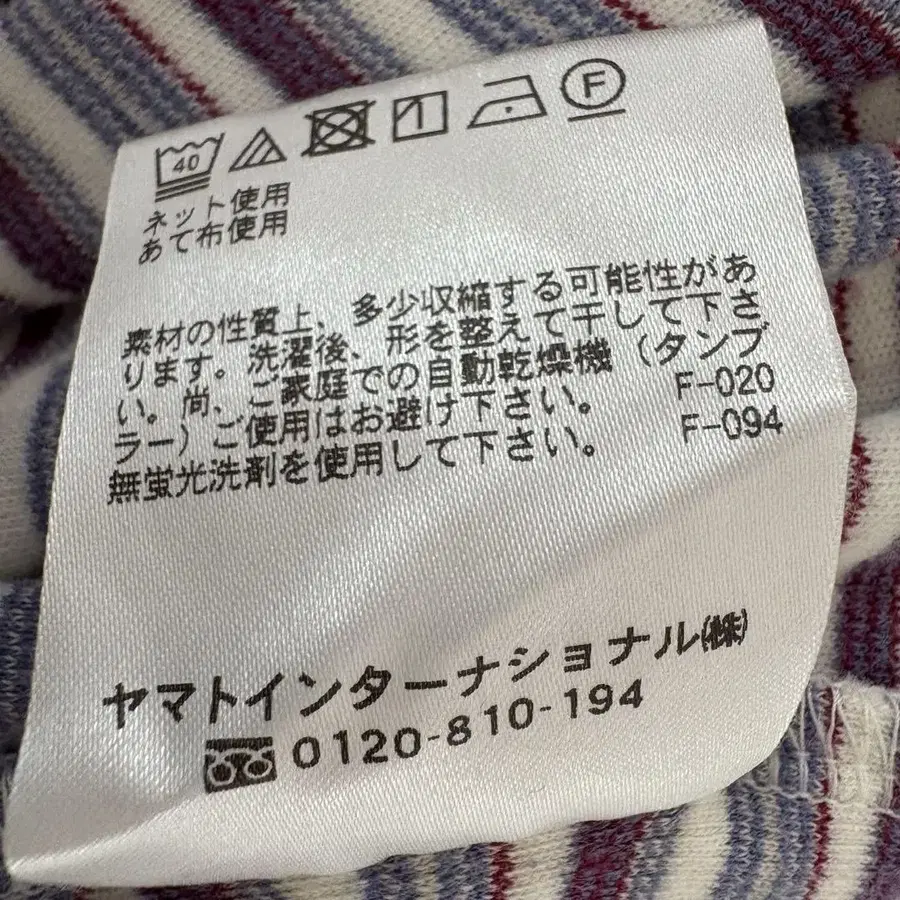 40 F
ネット使用
あて布使用
素材の性質上、多少収縮する可能性があ
ります。洗濯後、形を整えて干して下さ
い。尚、ご家庭での自動乾燥機（タンブ
ラー）ご使用はお避け下さい。 F-020
無蛍光洗剤を使用して下さい。 F-094
ヤマトインターナショナル㈱
0120-810-194